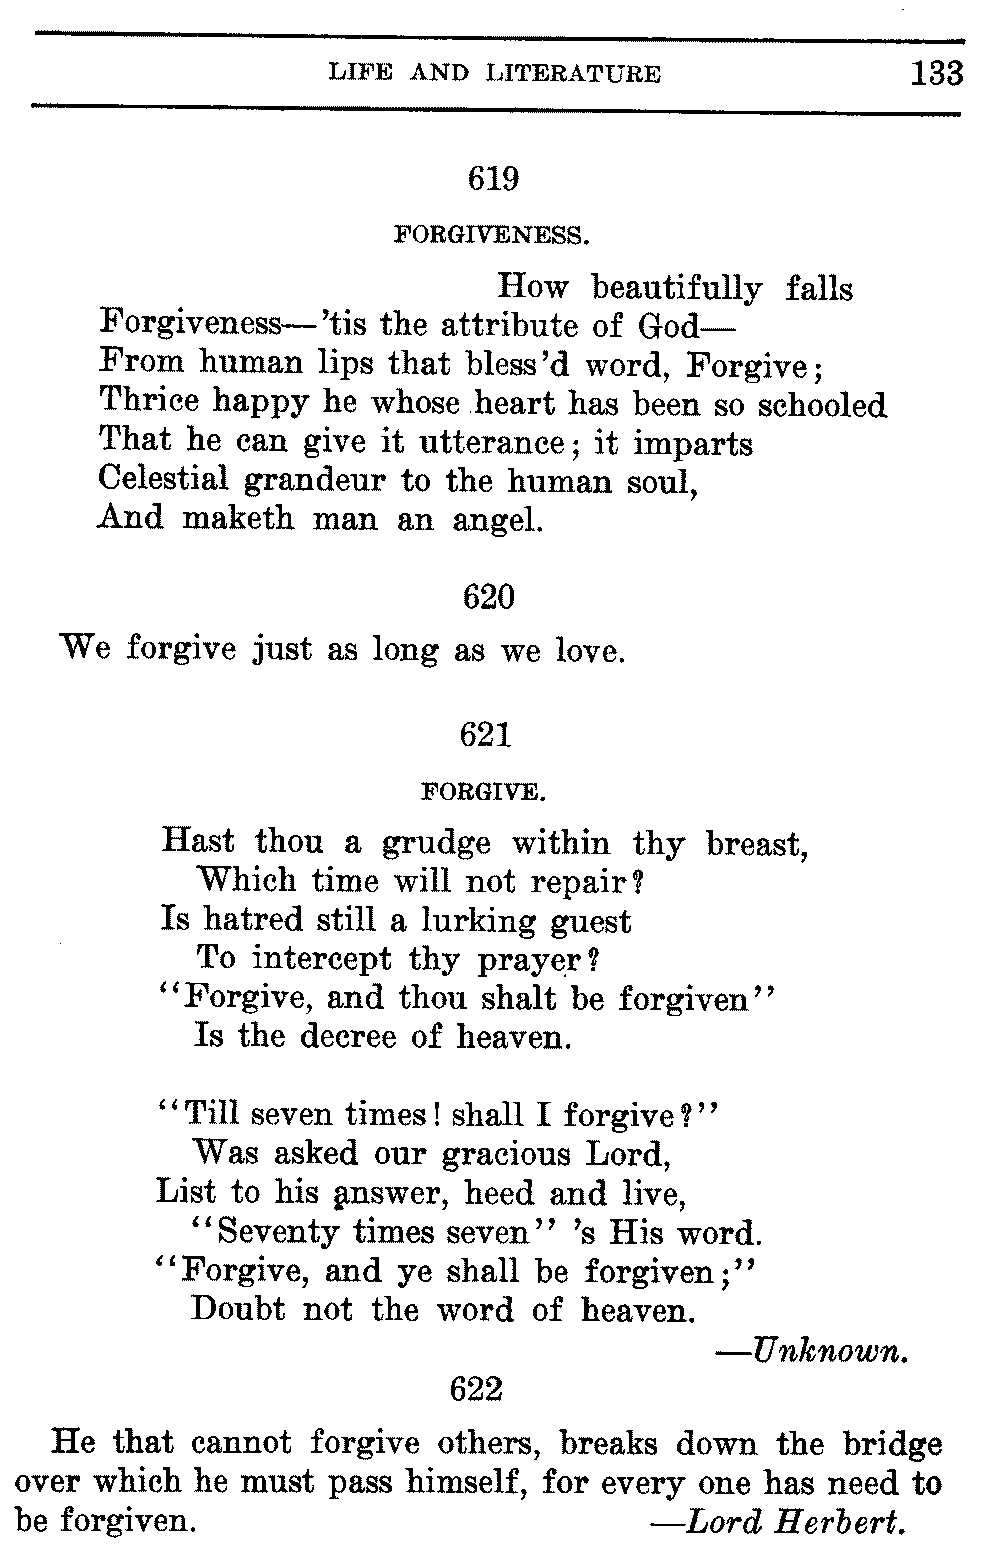 LIFE AND LITERATURE 133
619
FORGIVENESS.
How beautifully falls
Forgiveness—'tis the attribute of God—
From human lips that bless'd word, Forgive;
Thrice happy he whose heart has been so schooled
That he can give it utterance; it imparts
Celestial grandeur to the human soul,
And maketh man an angel.
620
We forgive just as long as we love.
621
FORGIVE.
Hast thou a grudge within thy breast,
Which time will not repair?
Is hatred still a lurking guest
To intercept thy prayer?
"Forgive, and thou shalt be forgiven"
Is the decree of heaven.
"Till seven times! shall I forgive?"
Was asked our gracious Lord,
List to his answer, heed and live,
"Seventy times seven" 's His word.
"Forgive, and ye shall be forgiven;"
Doubt not the word of heaven.
—Unknown.
622
He that cannot forgive others, breaks down the bridge
over which he must pass himself, for every one has need to
be forgiven. —Lord Herbert.